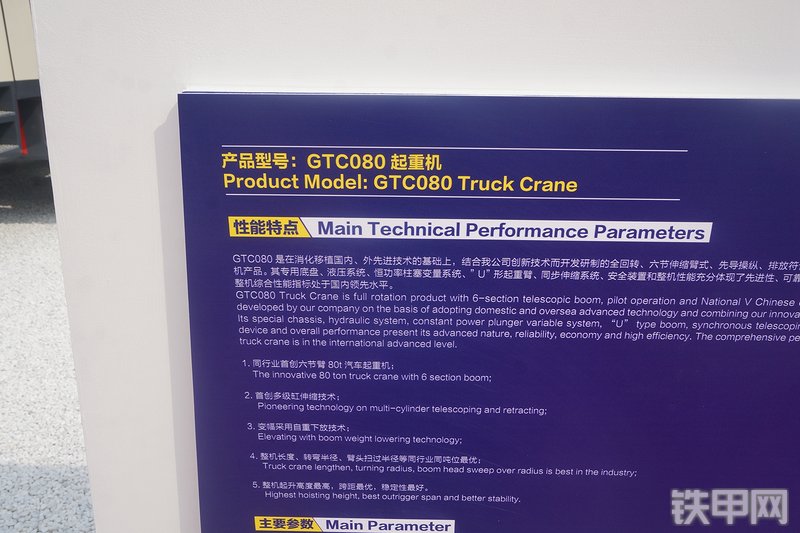 产品型号：GTC080 起重机
Product Model: GTC080 Truck Crane
性能特点 Main Technical Performance Parameters
GTC080 是在消化移植国内、外先进技术的基础上，结合我公司创新技术而开发研制的全回转、六节伸缩臂式、先导操纵、排放符
机产品。其专用底盘、液压系统、恒功率柱塞变量系统、”U”形起重臂、同步伸缩系统、安全装置和整机性能充分体现了先进性、可靠
整机综合性能指标处于国内领先水平。
GTC080 Truck Crane is full rotation product with 6-section telescopic boom, pilot operation and National V Chinese
developed by our company on the basis of adopting domestic and oversea advanced technology and combining our innova
Its special chassis, hydraulic system, constant power plunger variable system, “U” type boom, synchronous telescopin
device and overall performance present its advanced nature, reliability, economy and high efficiency. The comprehensive pe
truck crane is in the international advanced level.
1. 同行业首创六节臂 80t 汽车起重机；
The innovative 80 ton truck crane with 6 section boom;
2. 首创多级缸伸缩技术；
Pioneering technology on multi-cylinder telescoping and retracting;
3. 变幅采用自重下放技术；
Elevating with boom weight lowering technology;
4. 整机长度、转弯半径、臂头扫过半径等同行业同吨位最优；
Truck crane lengthen, turning radius, boom head sweep over radius is best in the industry;
5. 整机起升高度最高，跨距最优，稳定性最好。
Highest hoisting height, best outrigger span and better stability.
主要参数 Main Parameter
铁甲网